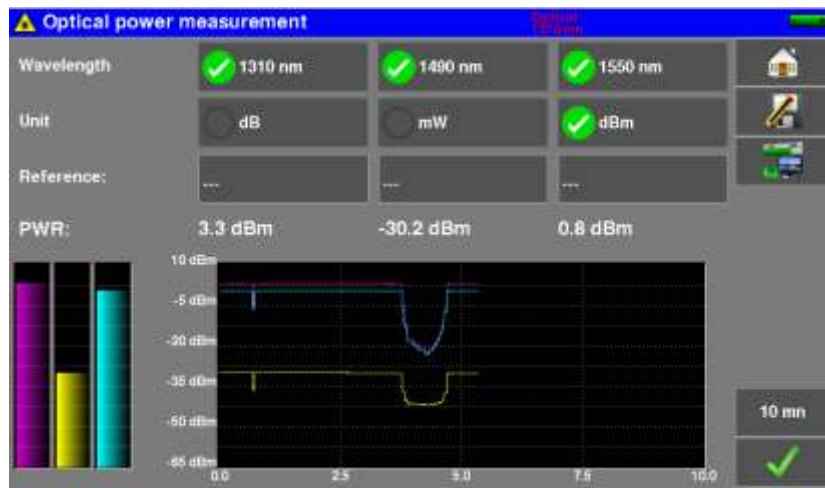 Optical power measurement
Wavelength 1310 nm 1490 nm 1550 nm
Unit dB mW dBm
Reference: --- --- ---
PWR: 3.3 dBm -30.2 dBm 0.8 dBm
10 dBm
-5 dBm
-20 dBm
-35 dBm
-50 dBm
-65 dBm
0.0 2.5 5.0 7.5 10.0
10 mn